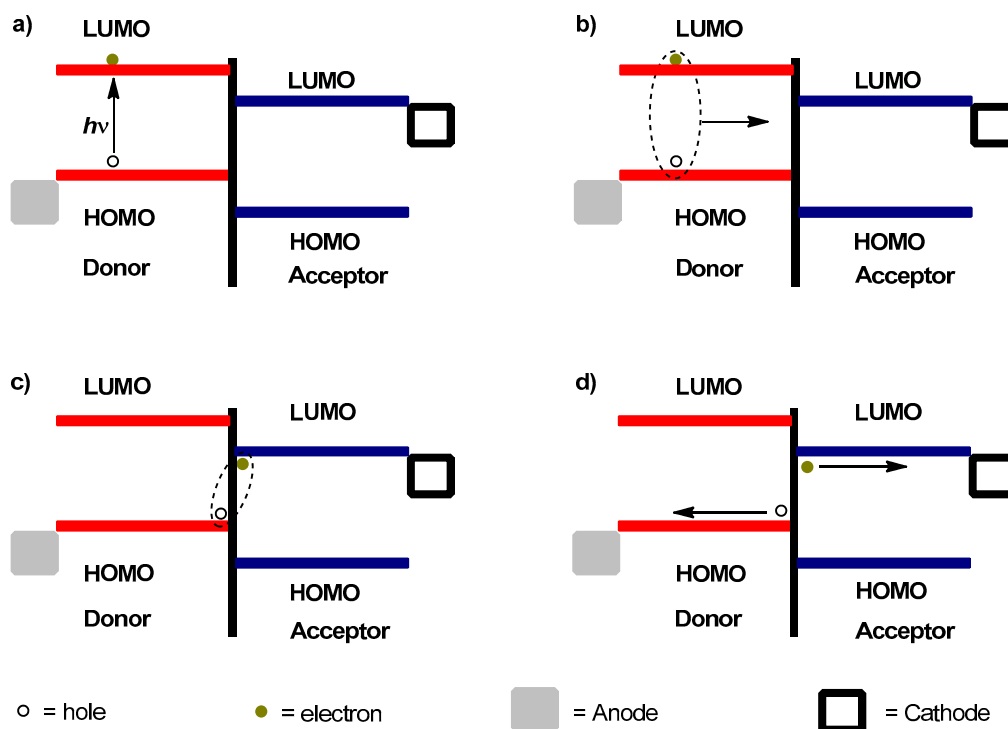 a) LUMO
LUMO
hν
HOMO
HOMO
Donor
Acceptor
b) LUMO
LUMO
HOMO
HOMO
Donor
Acceptor
c) LUMO
LUMO
HOMO
HOMO
Donor
Acceptor
d) LUMO
LUMO
HOMO
HOMO
Donor
Acceptor
= hole
= electron
= Anode
= Cathode